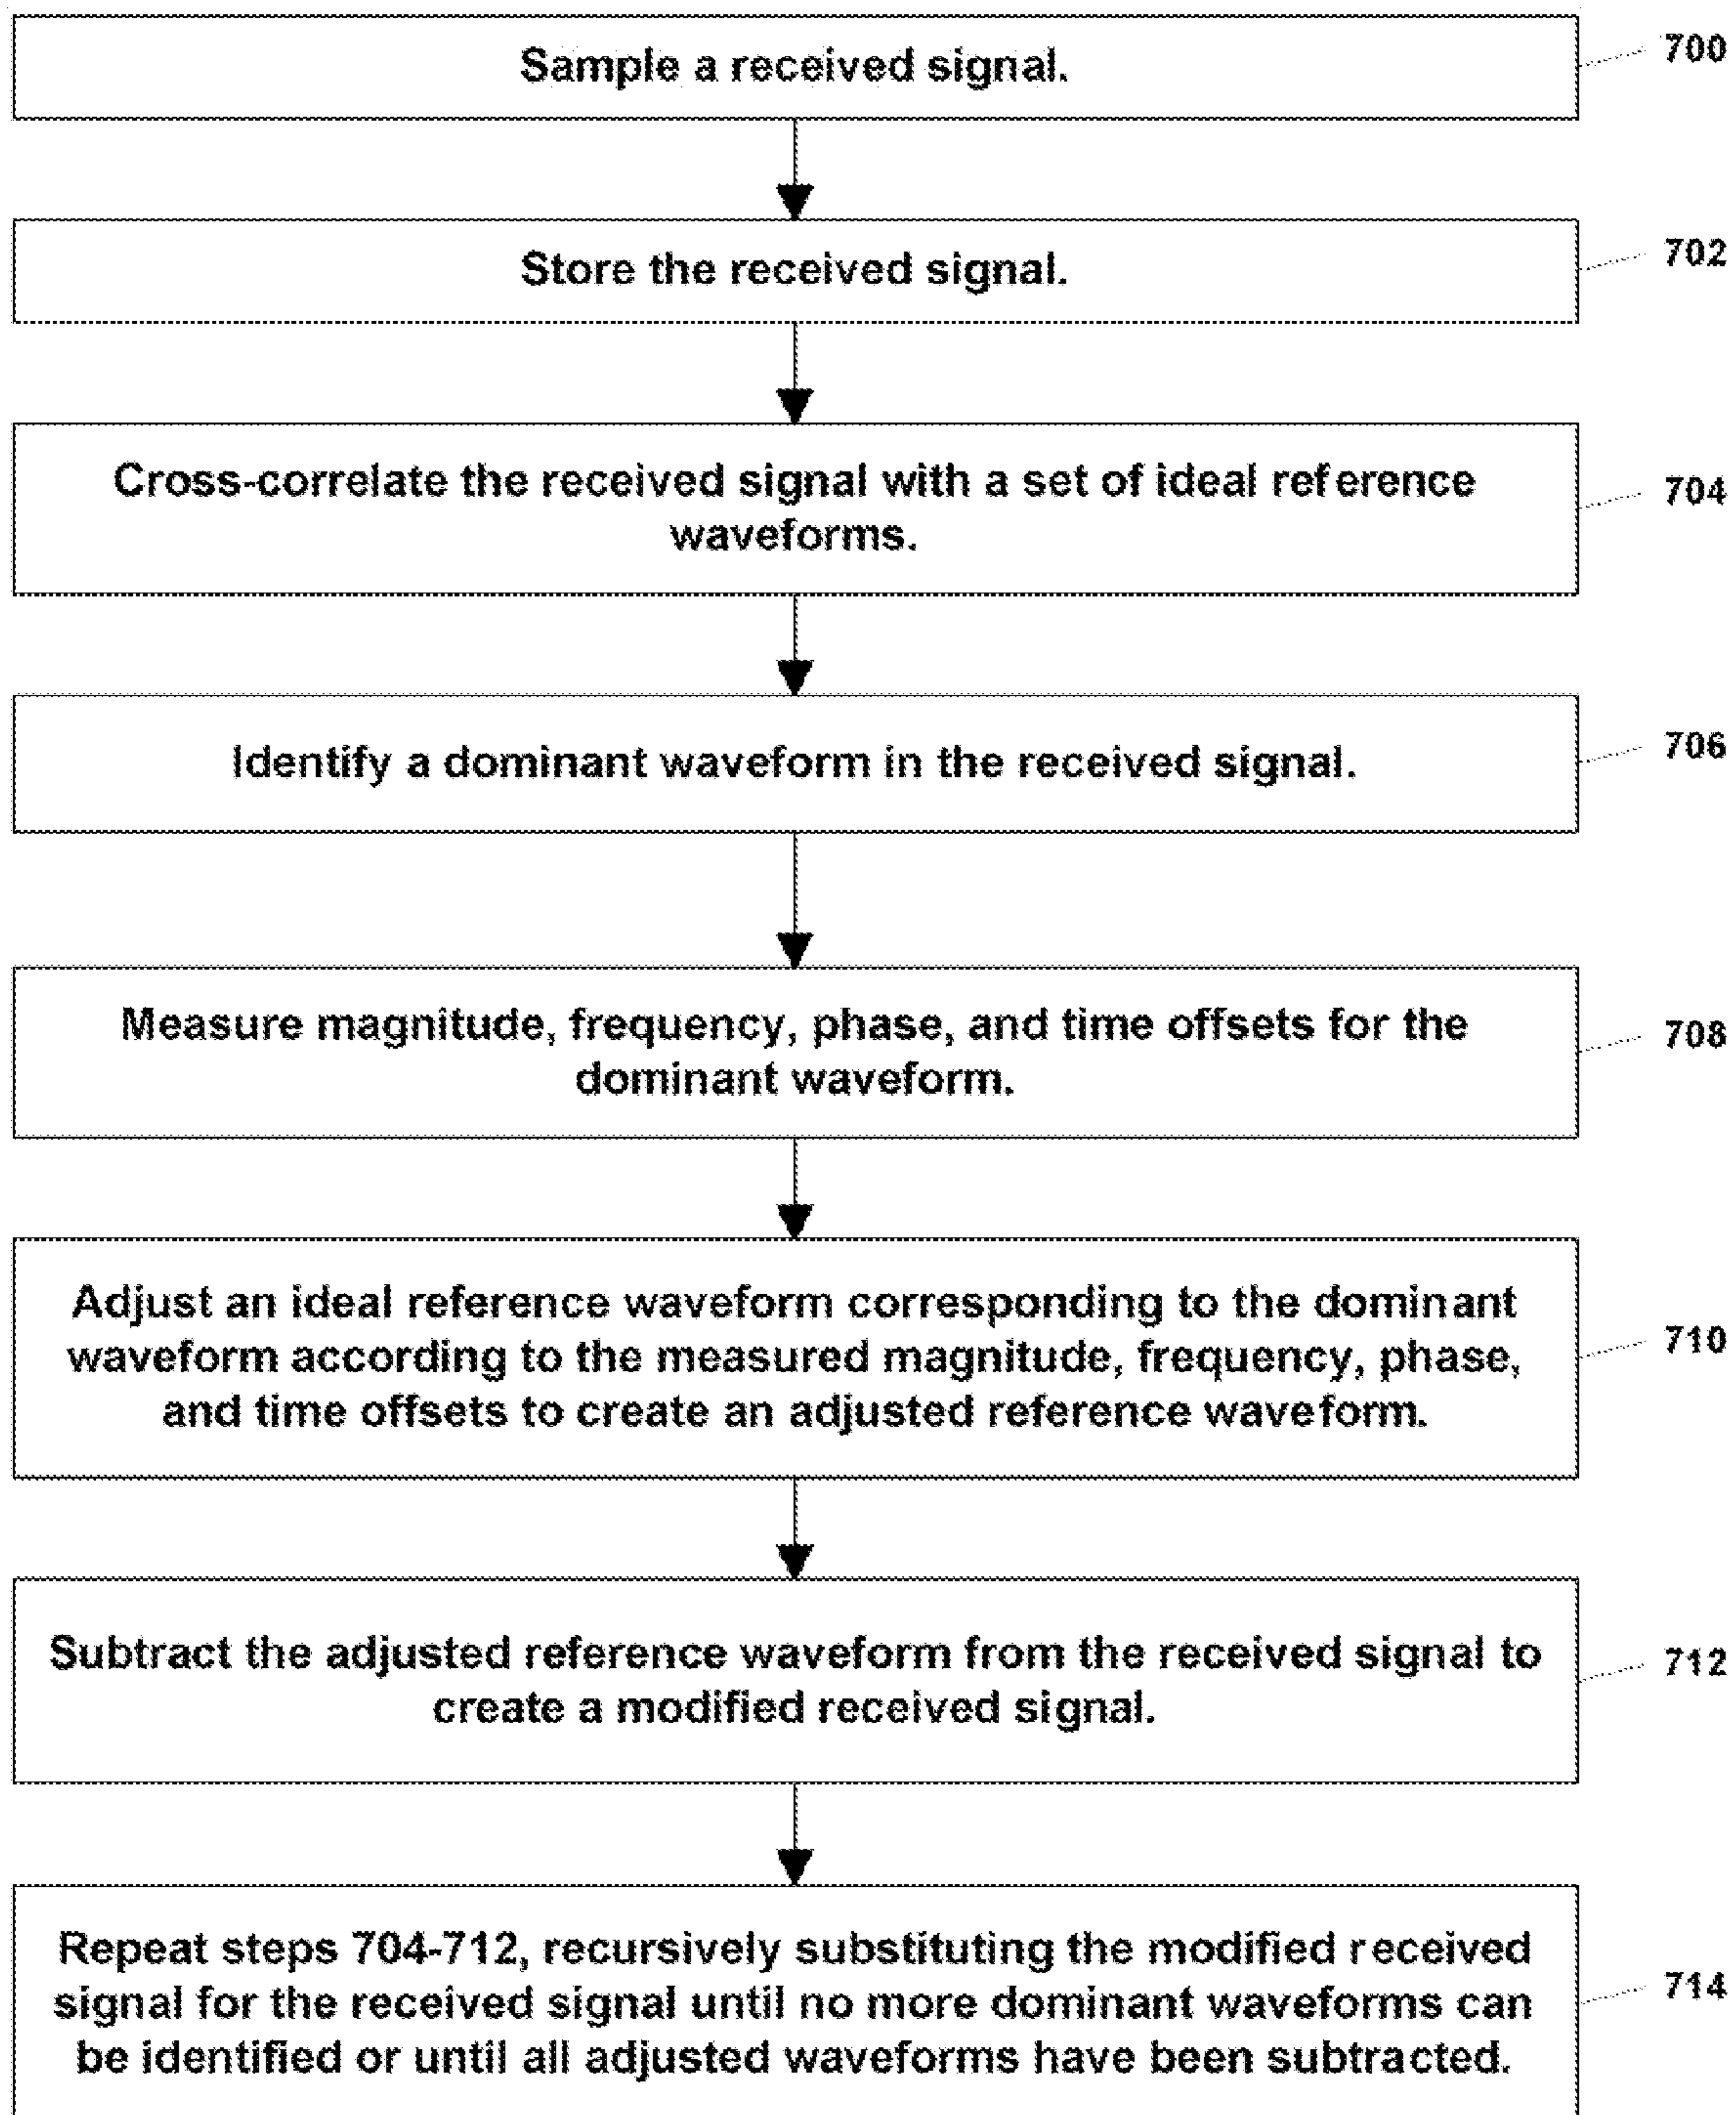 Sample a received signal.
700
Store the received signal.
702
Cross-correlate the received signal with a set of ideal reference
waveforms.
704
Identify a dominant waveform in the received signal.
706
Measure magnitude, frequency, phase, and time offsets for the
dominant waveform.
708
Adjust an ideal reference waveform corresponding to the dominant
waveform according to the measured magnitude, frequency, phase,
and time offsets to create an adjusted reference waveform.
710
Subtract the adjusted reference waveform from the received signal to
create a modified received signal.
712
Repeat steps 704-712, recursively substituting the modified received
signal for the received signal until no more dominant waveforms can
be identified or until all adjusted waveforms have been subtracted.
714